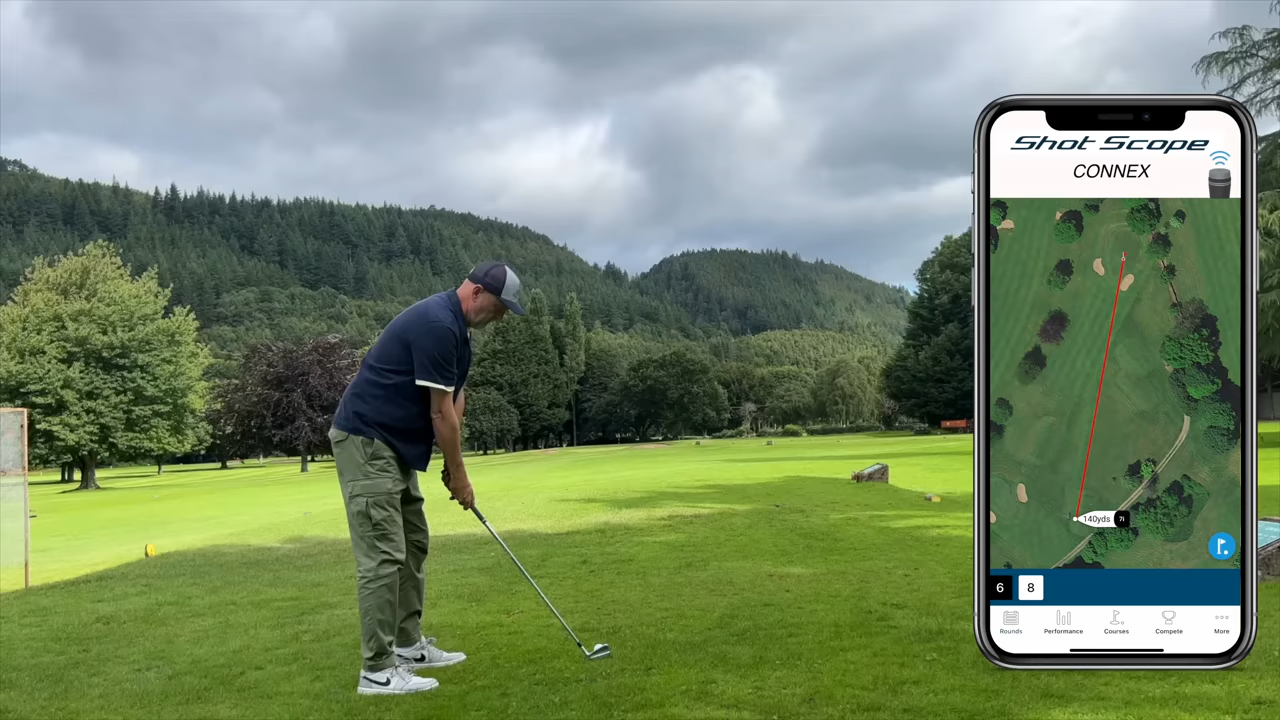 Shot Scope
CONNEX
140yds 7i
6 8
Rounds Performance Courses Compete More